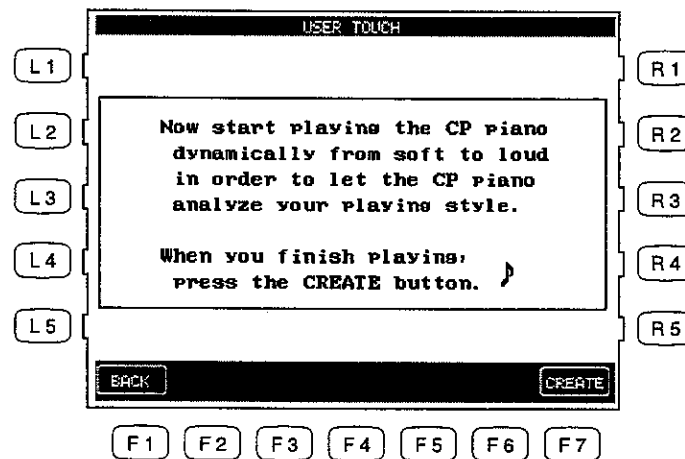 USER TOUCH
L1
R1
L2
R2
L3
R3
L4
R4
L5
R5
Now start playing the CP piano
dynamically from soft to loud
in order to let the CP piano
analyze your playing style.
When you finish playing,
press the CREATE button.
BACK
CREATE
F1 F2 F3 F4 F5 F6 F7